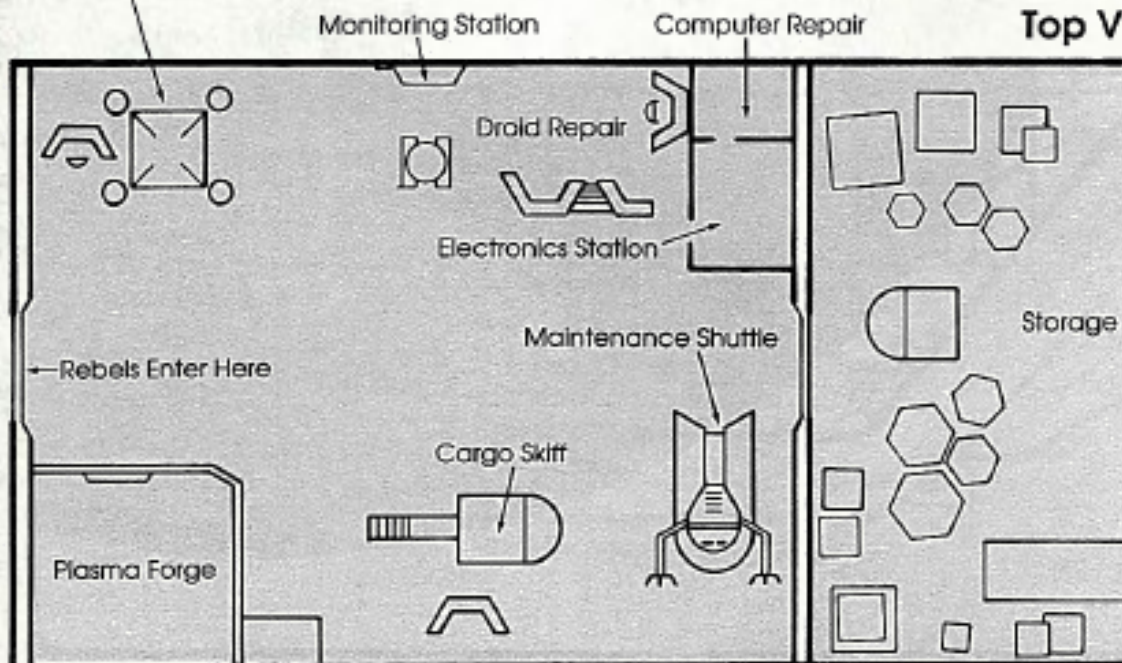 Monitoring Station
Computer Repair
Top V
Droid Repair
Electronics Station
Maintenance Shuttle
Storage
Rebels Enter Here
Cargo Skiff
Plasma Forge